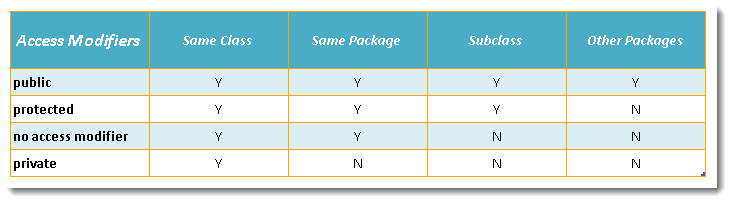 Access Modifiers Same Class Same Package Subclass Other Packages
public Y Y Y Y
protected Y Y Y N
no access modifier Y Y N N
private Y N N N